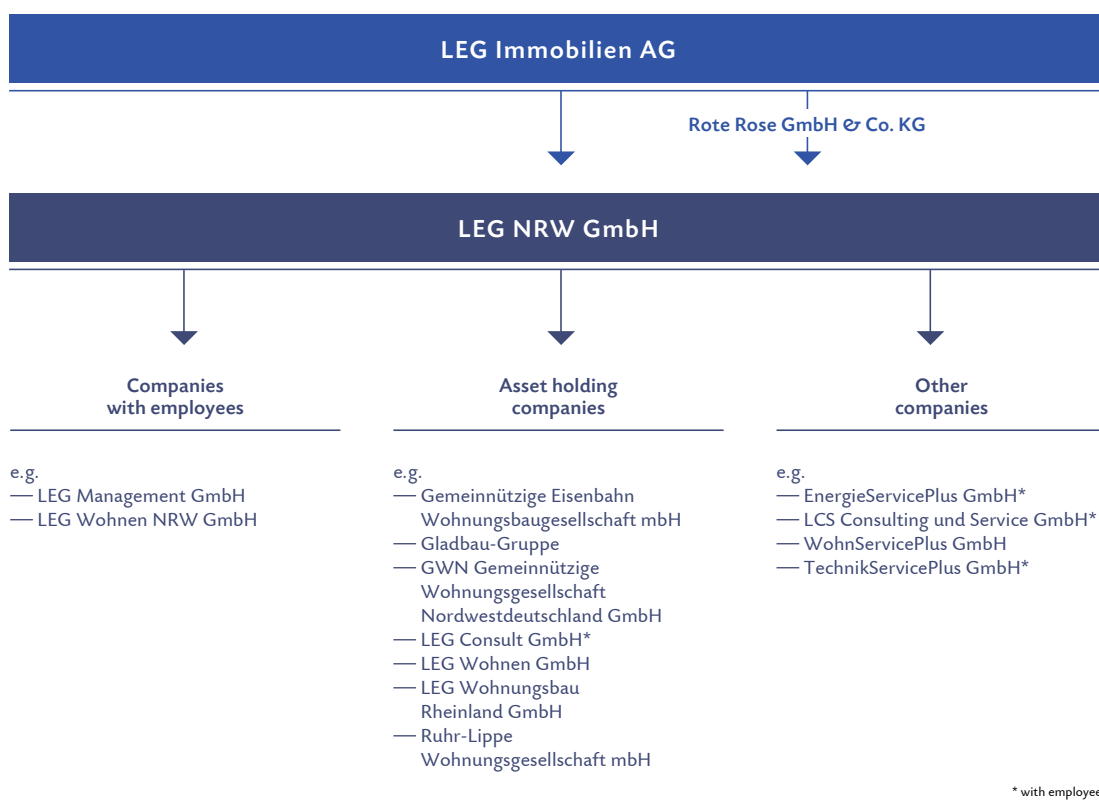 LEG Immobilien AG
Rote Rose GmbH & Co. KG
LEG NRW GmbH
Companies
with employees
e.g.
— LEG Management GmbH
— LEG Wohnen NRW GmbH
Asset holding
companies
e.g.
— Gemeinnützige Eisenbahn
Wohnungsbaugesellschaft mbH
— Gladbau-Gruppe
— GWN Gemeinnützige
Wohnungsgesellschaft
Nordwestdeutschland GmbH
— LEG Consult GmbH*
— LEG Wohnen GmbH
— LEG Wohnungsbau
Rheinland GmbH
— Ruhr-Lippe
Wohnungsgesellschaft mbH
Other
companies
e.g.
— EnergieServicePlus GmbH*
— LCS Consulting und Service GmbH*
— WohnServicePlus GmbH
— TechnikServicePlus GmbH*
* with employee